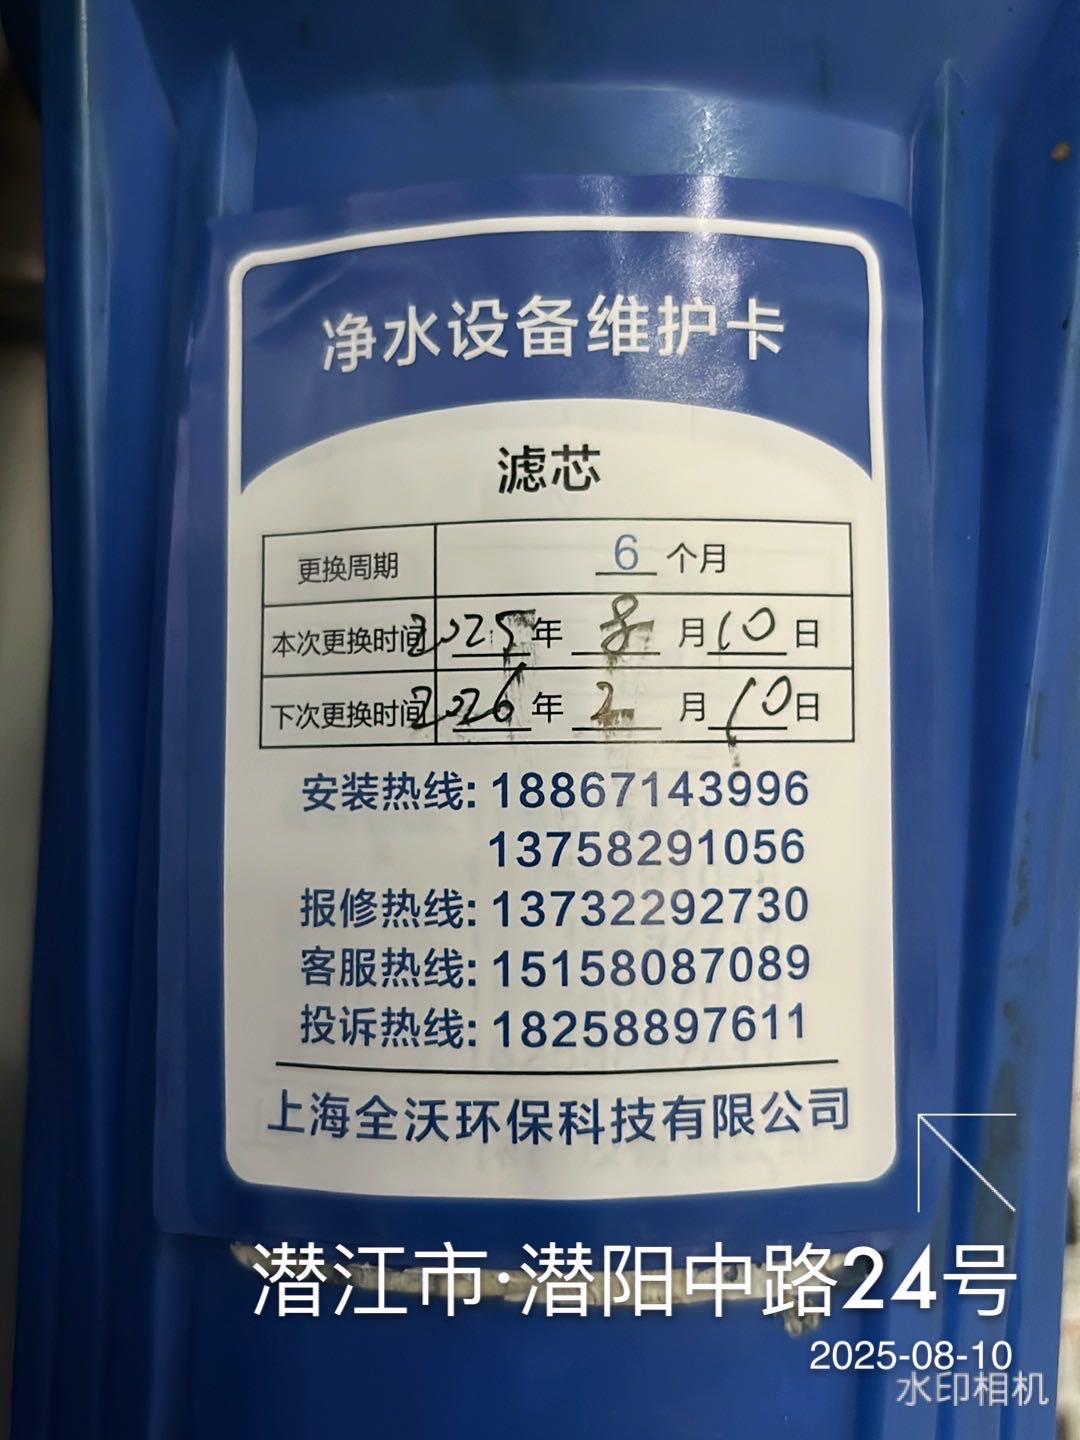 净水设备维护卡
滤芯
更换周期 6 个月
本次更换时间 2025 年 8 月 10 日
下次更换时间 2026 年 2 月 10 日
安装热线: 18867143996
13758291056
报修热线: 13732292730
客服热线: 15158087089
投诉热线: 18258897611
上海全沃环保科技有限公司
潜江市·潜阳中路24号
2025-08-10
水印相机